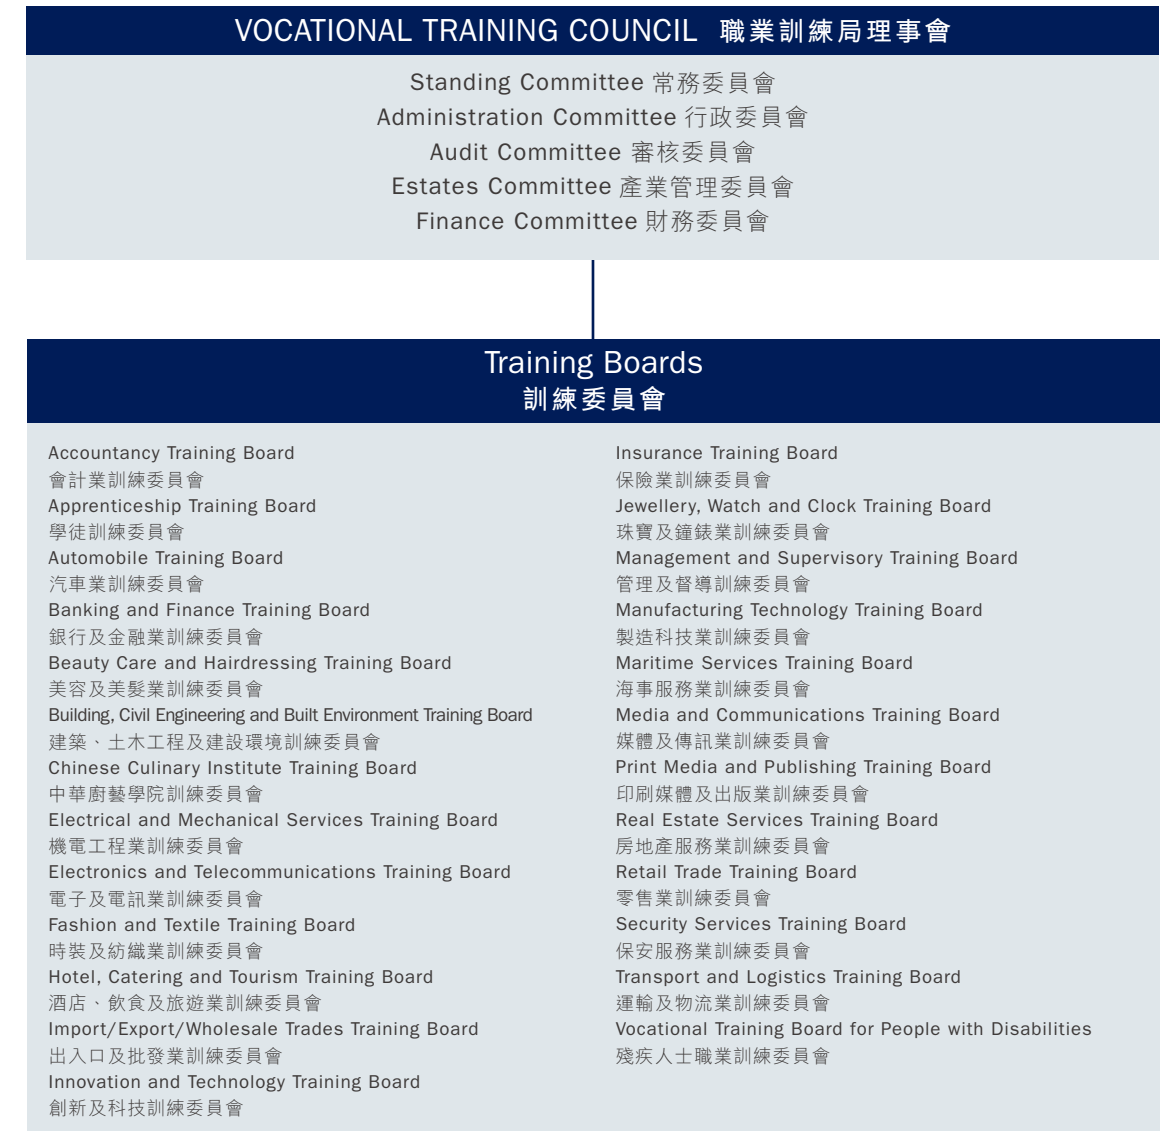 VOCATIONAL TRAINING COUNCIL 職業訓練局理事會
Standing Committee 常務委員會
Administration Committee 行政委員會
Audit Committee 審核委員會
Estates Committee 產業管理委員會
Finance Committee 財務委員會
Training Boards
訓練委員會
Accountancy Training Board
會計業訓練委員會
Apprenticeship Training Board
學徒訓練委員會
Automobile Training Board
汽車業訓練委員會
Banking and Finance Training Board
銀行及金融業訓練委員會
Beauty Care and Hairdressing Training Board
美容及美髮業訓練委員會
Building, Civil Engineering and Built Environment Training Board
建築、土木工程及建設環境訓練委員會
Chinese Culinary Institute Training Board
中華廚藝學院訓練委員會
Electrical and Mechanical Services Training Board
機電工程業訓練委員會
Electronics and Telecommunications Training Board
電子及電訊業訓練委員會
Fashion and Textile Training Board
時裝及紡織業訓練委員會
Hotel, Catering and Tourism Training Board
酒店、飲食及旅遊業訓練委員會
Import/Export/Wholesale Trades Training Board
出入口及批發業訓練委員會
Innovation and Technology Training Board
創新及科技訓練委員會
Insurance Training Board
保險業訓練委員會
Jewellery, Watch and Clock Training Board
珠寶及鐘錶業訓練委員會
Management and Supervisory Training Board
管理及督導訓練委員會
Manufacturing Technology Training Board
製造科技業訓練委員會
Maritime Services Training Board
海事服務業訓練委員會
Media and Communications Training Board
媒體及傳訊業訓練委員會
Print Media and Publishing Training Board
印刷媒體及出版業訓練委員會
Real Estate Services Training Board
房地產服務業訓練委員會
Retail Trade Training Board
零售業訓練委員會
Security Services Training Board
保安服務業訓練委員會
Transport and Logistics Training Board
運輸及物流業訓練委員會
Vocational Training Board for People with Disabilities
殘疾人士職業訓練委員會